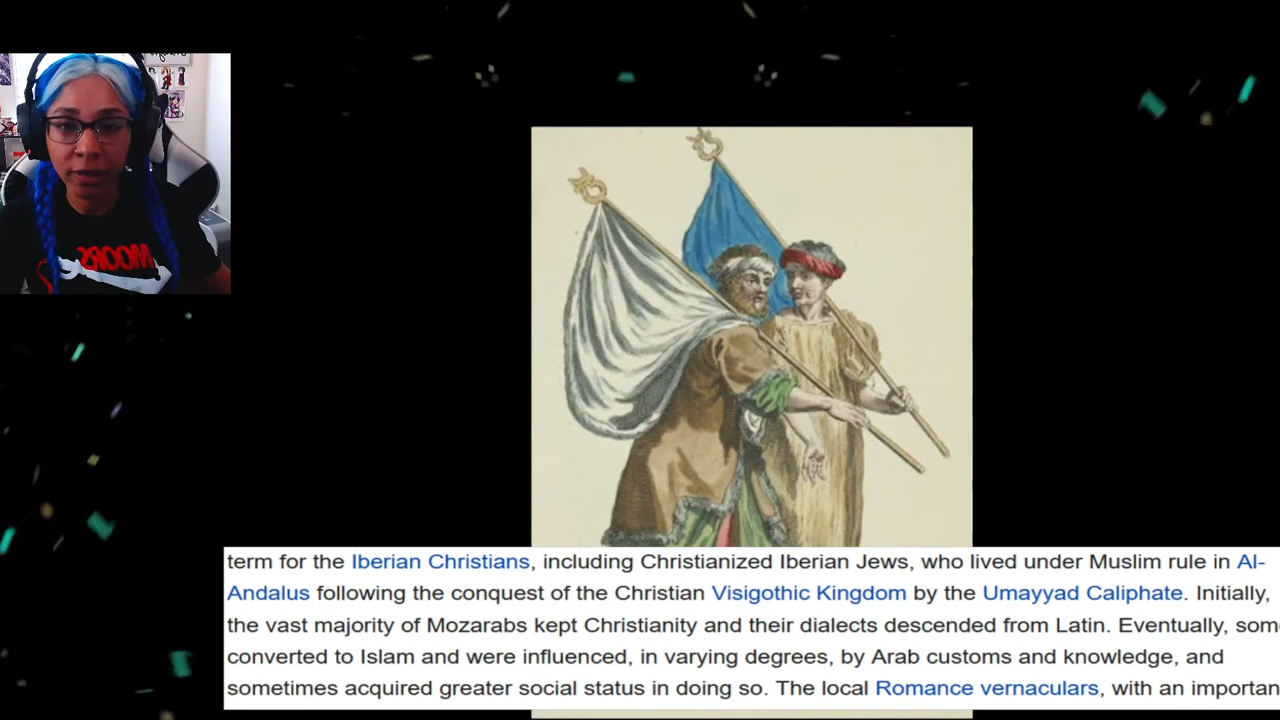 MOORS
term for the Iberian Christians, including Christianized Iberian Jews, who lived under Muslim rule in Al-
Andalus following the conquest of the Christian Visigothic Kingdom by the Umayyad Caliphate. Initially,
the vast majority of Mozarabs kept Christianity and their dialects descended from Latin. Eventually, som
converted to Islam and were influenced, in varying degrees, by Arab customs and knowledge, and
sometimes acquired greater social status in doing so. The local Romance vernaculars, with an importan